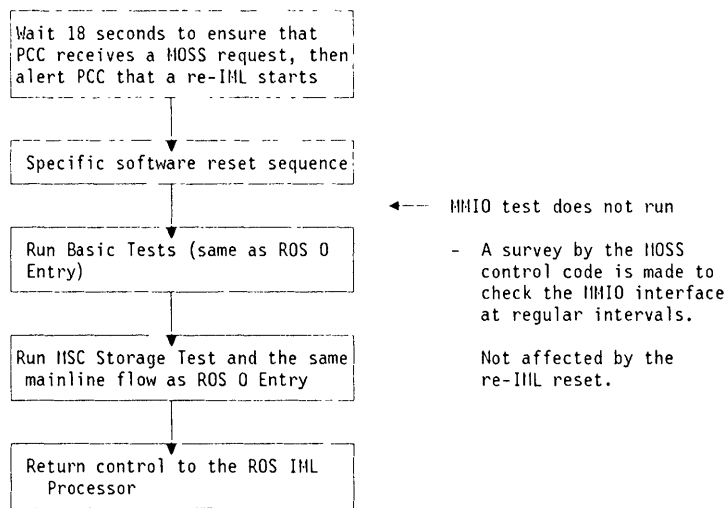 Wait 18 seconds to ensure that
PCC receives a MOSS request, then
alert PCC that a re-IML starts
Specific software reset sequence
MMIO test does not run
Run Basic Tests (same as ROS 0
Entry)
- A survey by the MOSS
control code is made to
check the MMIO interface
at regular intervals.
Run MSC Storage Test and the same
mainline flow as ROS 0 Entry
Not affected by the
re-IML reset.
Return control to the ROS IML
Processor